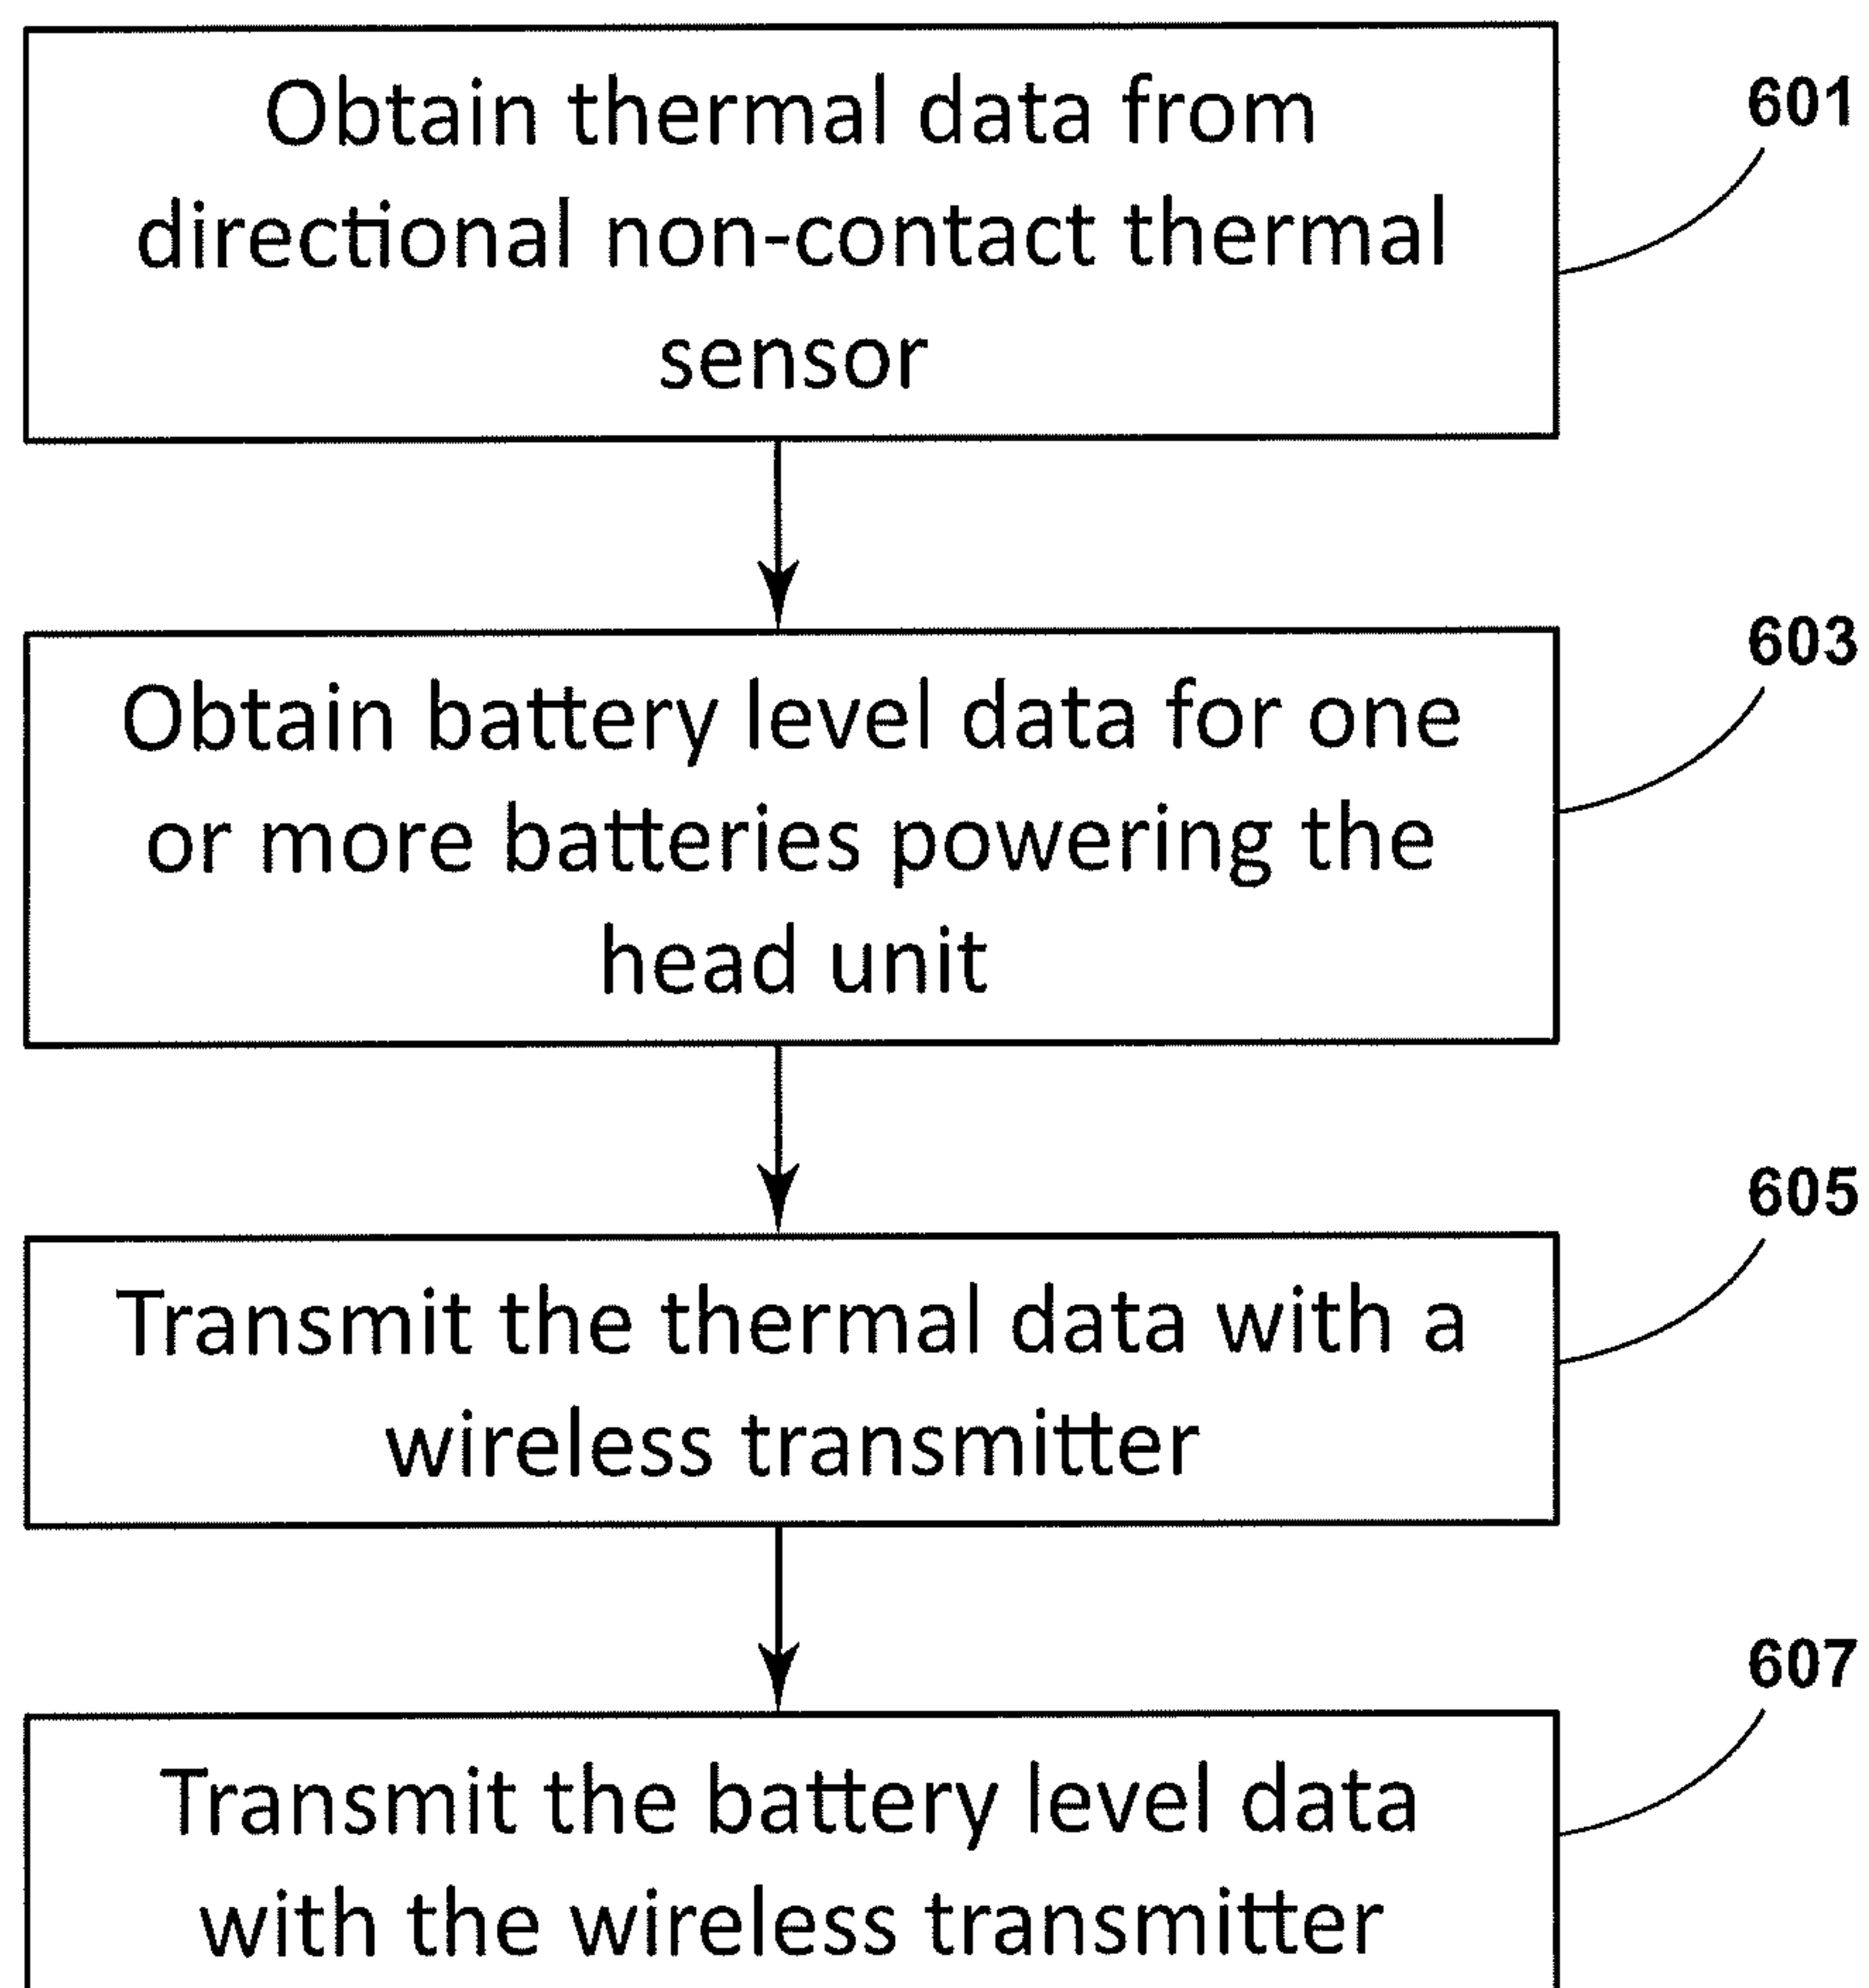 Obtain thermal data from
directional non-contact thermal
sensor
601
Obtain battery level data for one
or more batteries powering the
head unit
603
Transmit the thermal data with a
wireless transmitter
605
Transmit the battery level data
with the wireless transmitter
607